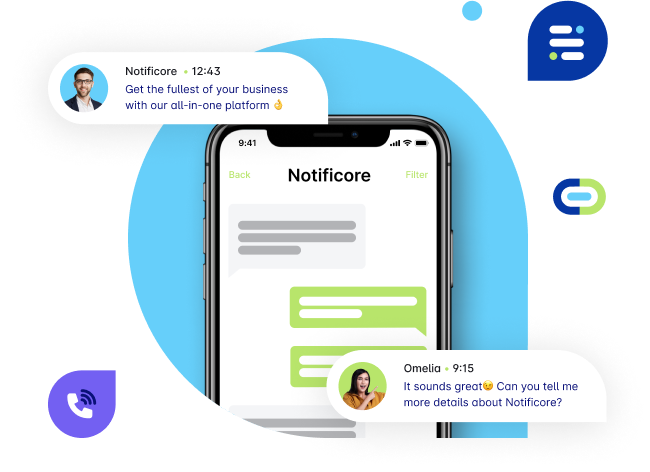 Notificore • 12:43
Get the fullest of your business
with our all-in-one platform 👌
9:41
Back Notificore Filter
Omelia • 9:15
It sounds great😉 Can you tell me
more details about Notificore?